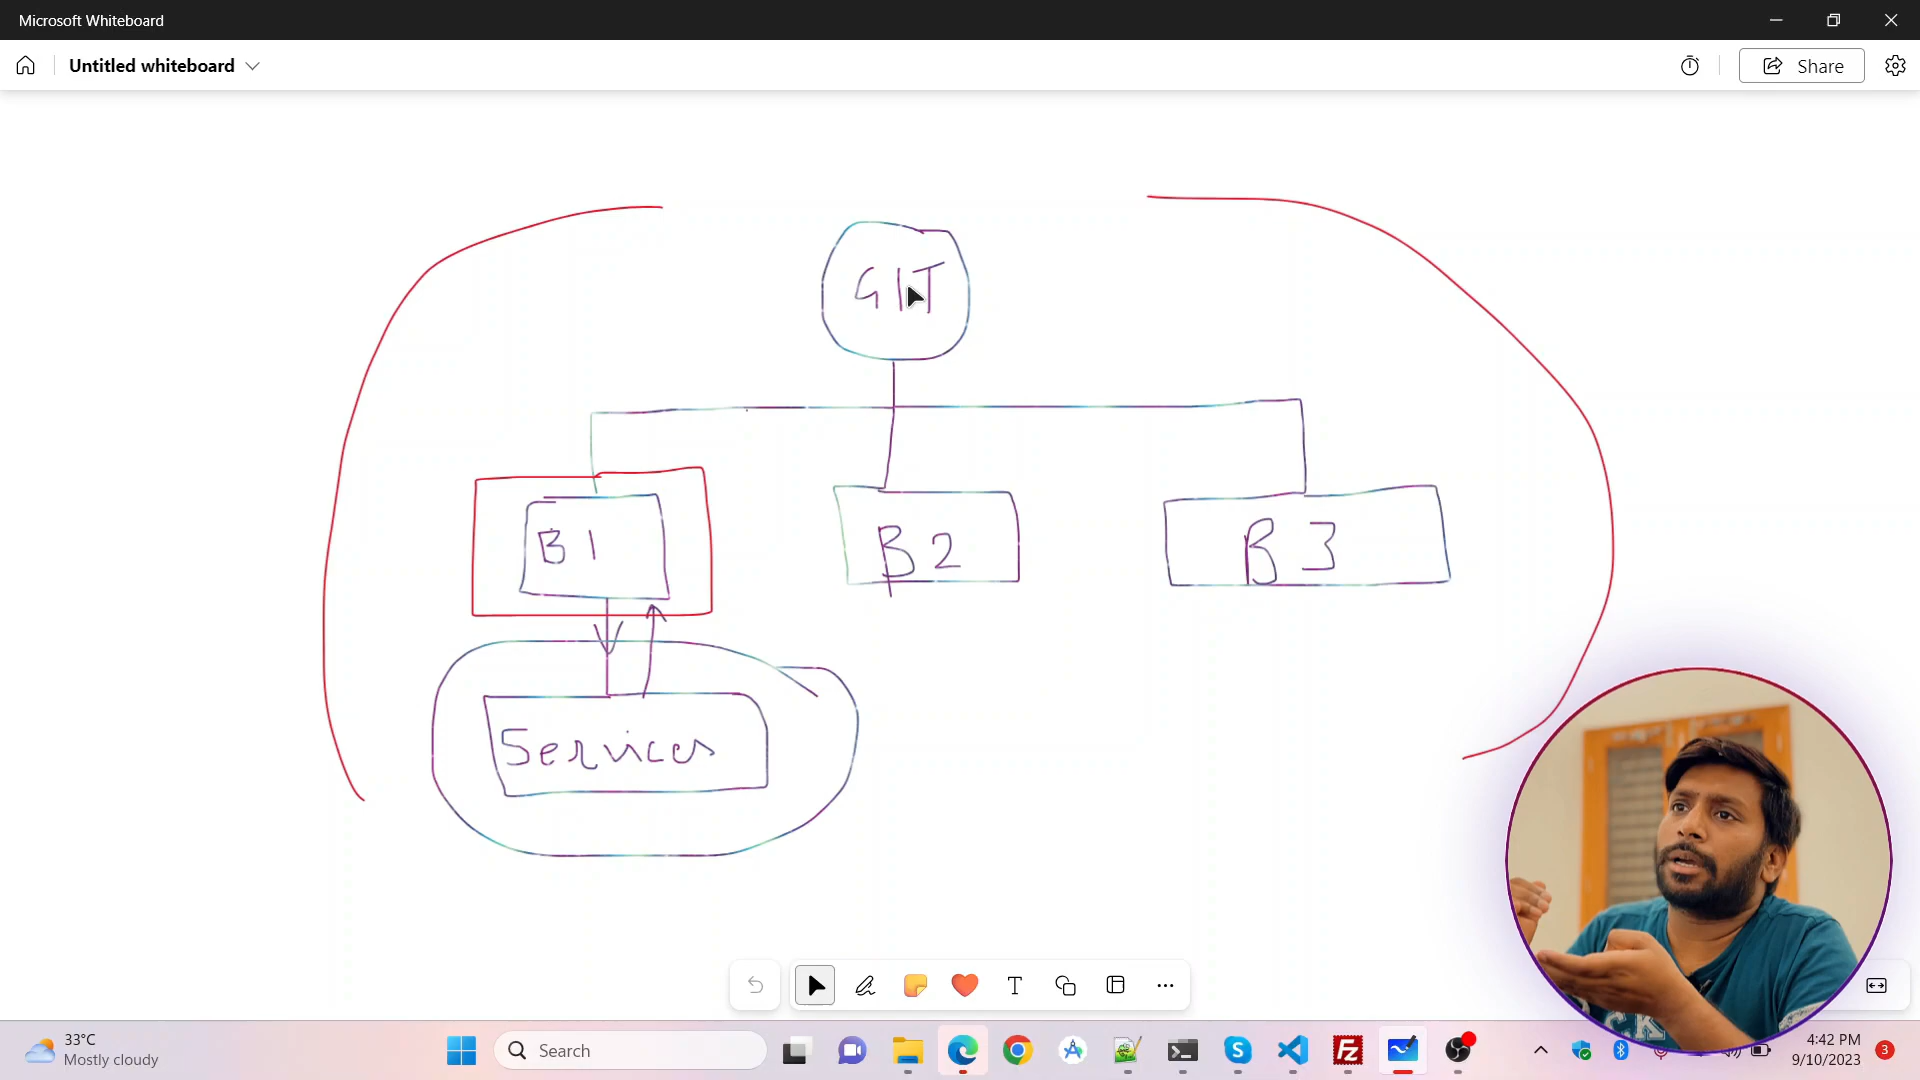 Microsoft Whiteboard
Untitled whiteboard
Share
GIT
B1
B2
B3
Services
33°C
Mostly cloudy
Search
4:42 PM
9/10/2023
3